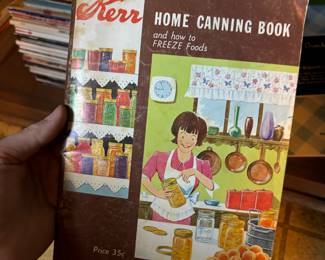 Kerr
HOME CANNING BOOK
and how to
FREEZE Foods
Price 35¢